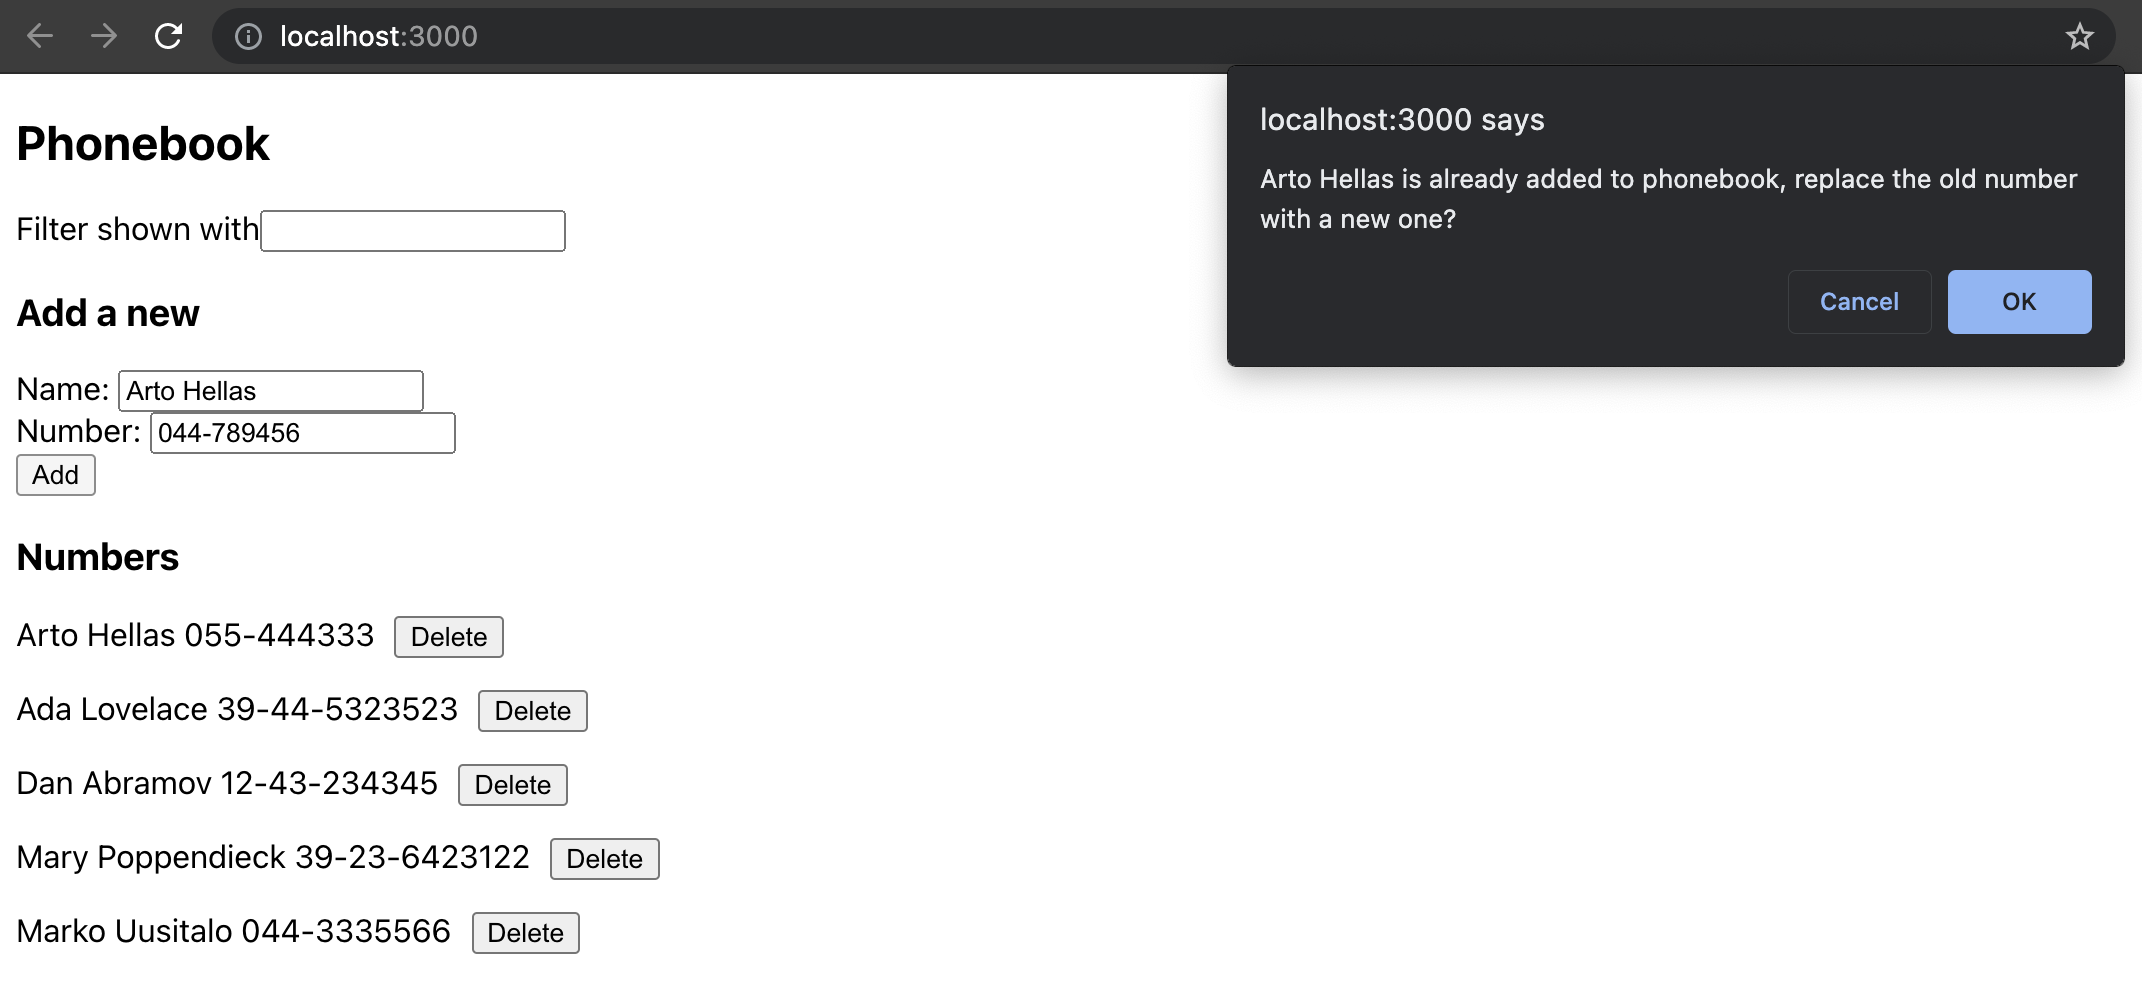 localhost:3000
localhost:3000 says
Arto Hellas is already added to phonebook, replace the old number
with a new one?
Cancel OK
Phonebook
Filter shown with
Add a new
Name: Arto Hellas
Number: 044-789456
Add
Numbers
Arto Hellas 055-444333 Delete
Ada Lovelace 39-44-5323523 Delete
Dan Abramov 12-43-234345 Delete
Mary Poppendieck 39-23-6423122 Delete
Marko Uusitalo 044-3335566 Delete